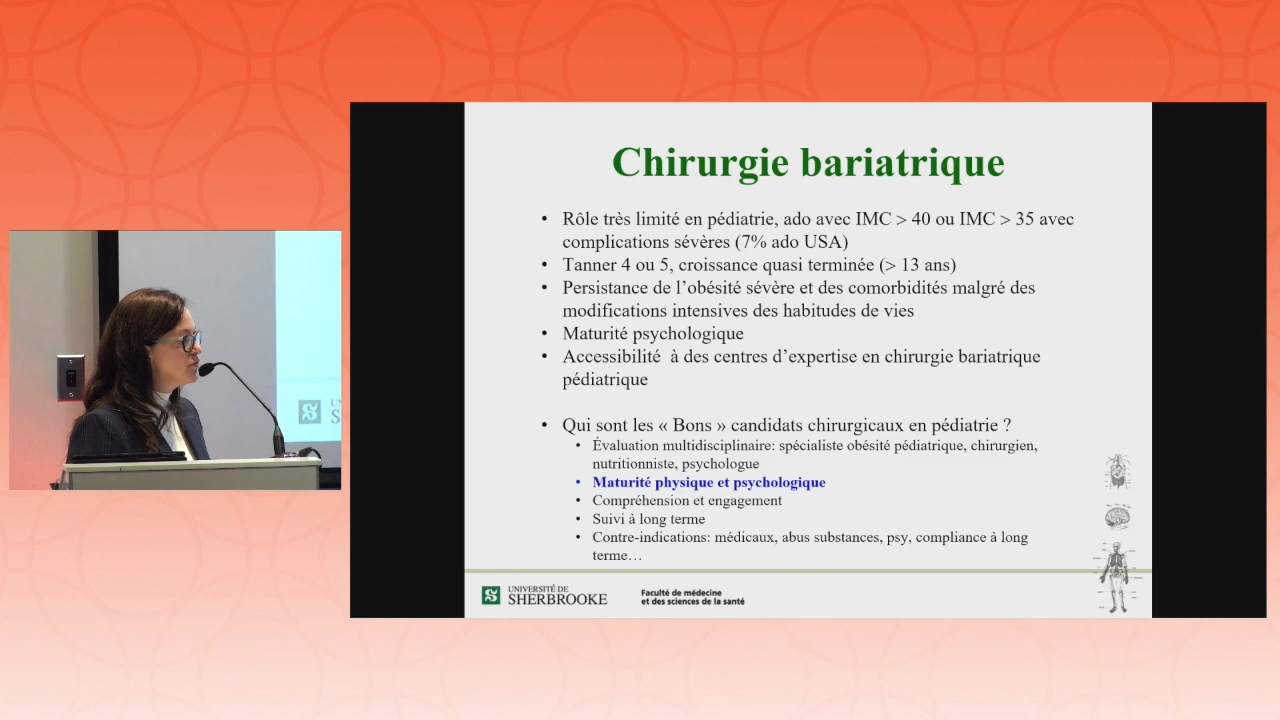 Chirurgie bariatrique
• Rôle très limité en pédiatrie, ado avec IMC > 40 ou IMC > 35 avec
complications sévères (7% ado USA)
• Tanner 4 ou 5, croissance quasi terminée (> 13 ans)
• Persistance de l’obésité sévère et des comorbidités malgré des
modifications intensives des habitudes de vies
• Maturité psychologique
• Accessibilité à des centres d’expertise en chirurgie bariatrique
pédiatrique
• Qui sont les « Bons » candidats chirurgicaux en pédiatrie ?
• Évaluation multidisciplinaire: spécialiste obésité pédiatrique, chirurgien,
nutritionniste, psychologue
• Maturité physique et psychologique
• Compréhension et engagement
• Suivi à long terme
• Contre-indications: médicaux, abus substances, psy, compliance à long
terme…
UNIVERSITÉ DE
SHERBROOKE
Faculté de médecine
et des sciences de la santé